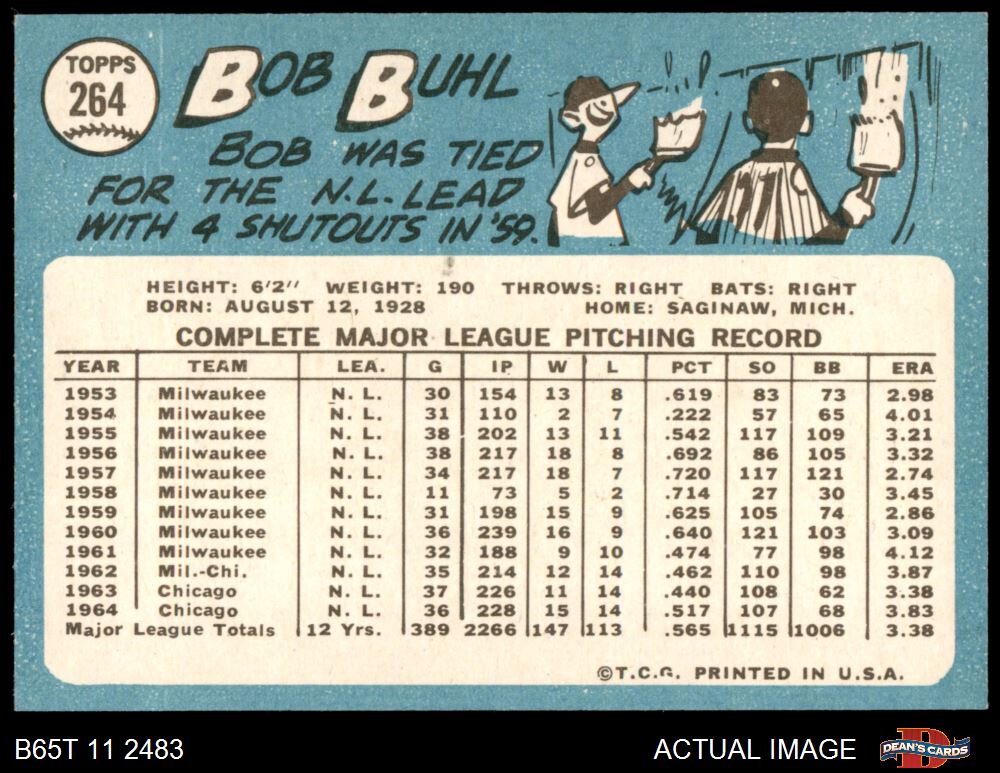 TOPPS
264
BOB BUHL
BOB WAS TIED
FOR THE N.L. LEAD
WITH 4 SHUTOUTS IN '59.
HEIGHT: 6'2" WEIGHT: 190 THROWS: RIGHT BATS: RIGHT
BORN: AUGUST 12, 1928 HOME: SAGINAW, MICH.
COMPLETE MAJOR LEAGUE PITCHING RECORD
YEAR TEAM LEA. G IP W L PCT SO BB ERA
1953 Milwaukee N. L. 30 154 13 8 .619 83 73 2.98
1954 Milwaukee N. L. 31 110 2 7 .222 57 65 4.01
1955 Milwaukee N. L. 38 202 13 11 .542 117 109 3.21
1956 Milwaukee N. L. 38 217 18 8 .692 86 105 3.32
1957 Milwaukee N. L. 34 217 18 7 .720 117 121 2.74
1958 Milwaukee N. L. 11 73 5 2 .714 27 30 3.45
1959 Milwaukee N. L. 31 198 15 9 .625 105 74 2.86
1960 Milwaukee N. L. 36 239 16 9 .640 121 103 3.09
1961 Milwaukee N. L. 32 188 9 10 .474 77 98 4.12
1962 Mil.-Chi. N. L. 35 214 12 14 .462 110 98 3.87
1963 Chicago N. L. 37 226 11 14 .440 108 62 3.38
1964 Chicago N. L. 36 228 15 14 .517 107 68 3.83
Major League Totals 12 Yrs. 389 2266 147 113 .565 1115 1006 3.38
©T.C.G. PRINTED IN U.S.A.
B65T 11 2483 ACTUAL IMAGE DEAN'S CARDS